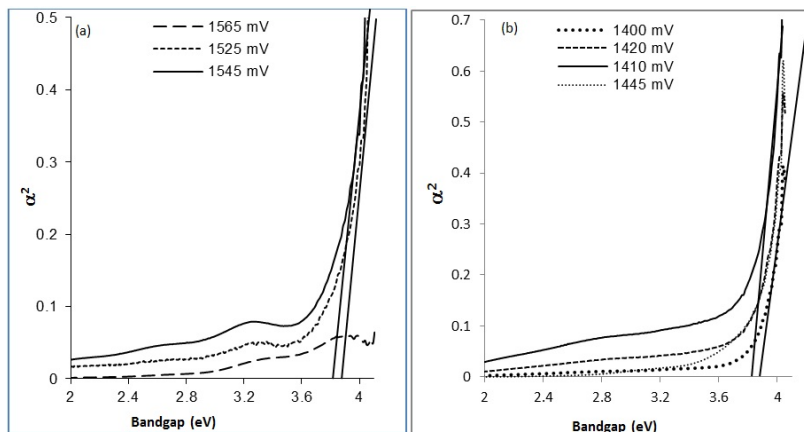 (a)
1565 mV
1525 mV
1545 mV
0.5
0.4
0.3
0.2
0.1
0
α²
2
2.4
2.8
3.2
3.6
4
Bandgap (eV)
(b)
1400 mV
1420 mV
1410 mV
1445 mV
0.7
0.6
0.5
0.4
0.3
0.2
0.1
0
α²
2
2.4
2.8
3.2
3.6
4
Bandgap (eV)